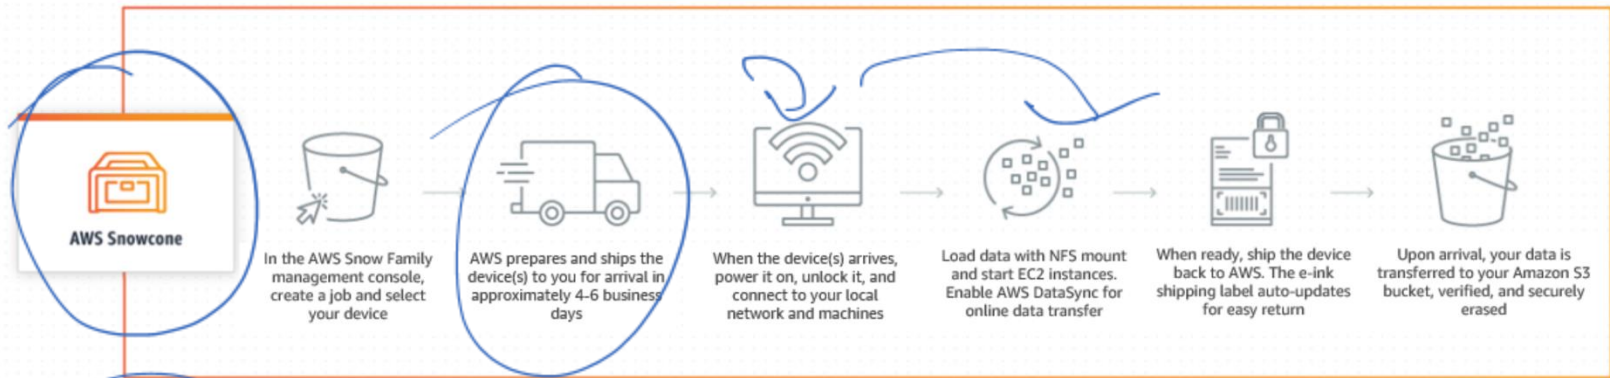 AWS Snowcone
In the AWS Snow Family
management console,
create a job and select
your device
AWS prepares and ships the
device(s) to you for arrival in
approximately 4-6 business
days
When the device(s) arrives,
power it on, unlock it, and
connect to your local
network and machines
Load data with NFS mount
and start EC2 instances.
Enable AWS DataSync for
online data transfer
When ready, ship the device
back to AWS. The e-ink
shipping label auto-updates
for easy return
Upon arrival, your data is
transferred to your Amazon S3
bucket, verified, and securely
erased